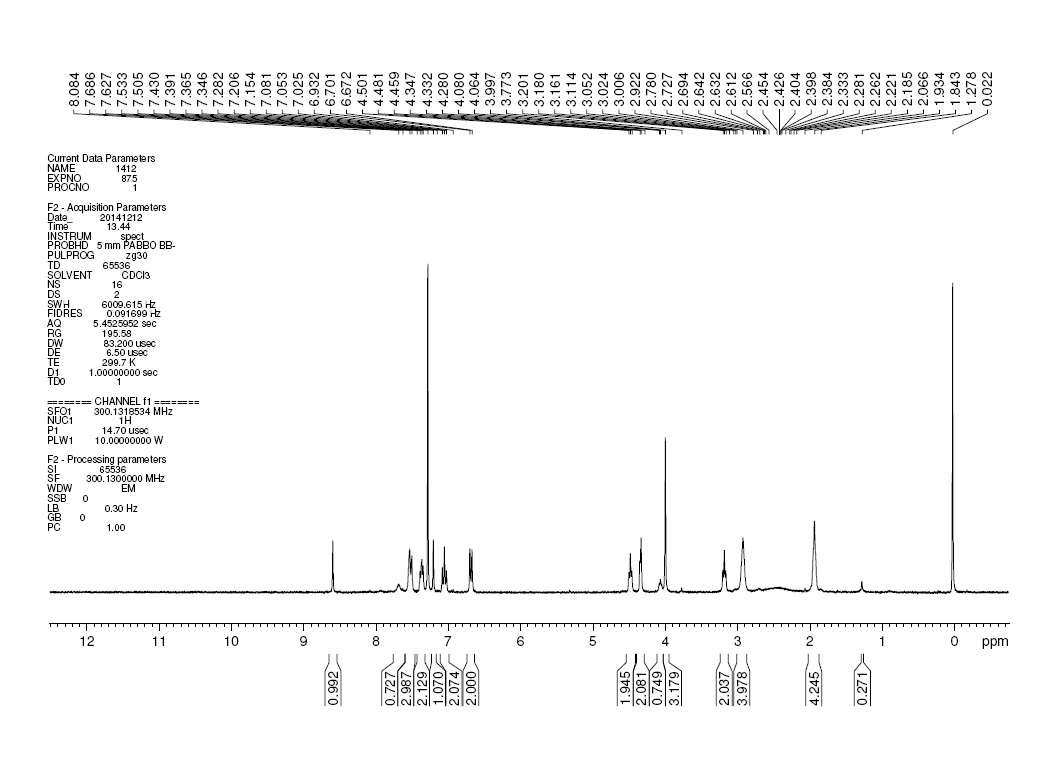 8.084 7.686 7.627 7.533 7.505 7.430 7.391 7.365 7.346 7.282 7.206 7.154 7.081 7.053 7.025 6.932 6.701 6.672 4.501 4.481 4.459 4.347 4.332 4.280 4.080 4.064 3.997 3.773 3.201 3.180 3.161 3.114 3.052 3.024 3.006 2.922 2.780 2.727 2.694 2.642 2.632 2.612 2.566 2.454 2.426 2.404 2.398 2.384 2.333 2.281 2.262 2.221 2.185 2.066 1.934 1.843 1.278 0.022
Current Data Parameters
NAME 1412
EXPNO 875
PROCNO 1
F2 - Acquisition Parameters
Date_ 20141212
Time 13.44
INSTRUM spect
PROBHD 5 mm PABBO BB-
PULPROG zg30
TD 65536
SOLVENT CDCl3
NS 16
DS 2
SWH 6009.615 Hz
FIDRES 0.091699 Hz
AQ 5.4525952 sec
RG 195.58
DW 83.200 usec
DE 6.50 usec
TE 299.7 K
D1 1.00000000 sec
TD0 1
======== CHANNEL f1 ========
SFO1 300.1318534 MHz
NUC1 1H
P1 14.70 usec
PLW1 10.00000000 W
F2 - Processing parameters
SI 65536
SF 300.1300000 MHz
WDW EM
SSB 0
LB 0.30 Hz
GB 0
PC 1.00
12 11 10 9 8 7 6 5 4 3 2 1 0 ppm
0.992 0.727 2.987 2.129 1.070 2.074 2.000 1.945 2.081 0.749 3.179 2.037 3.978 4.245 0.271